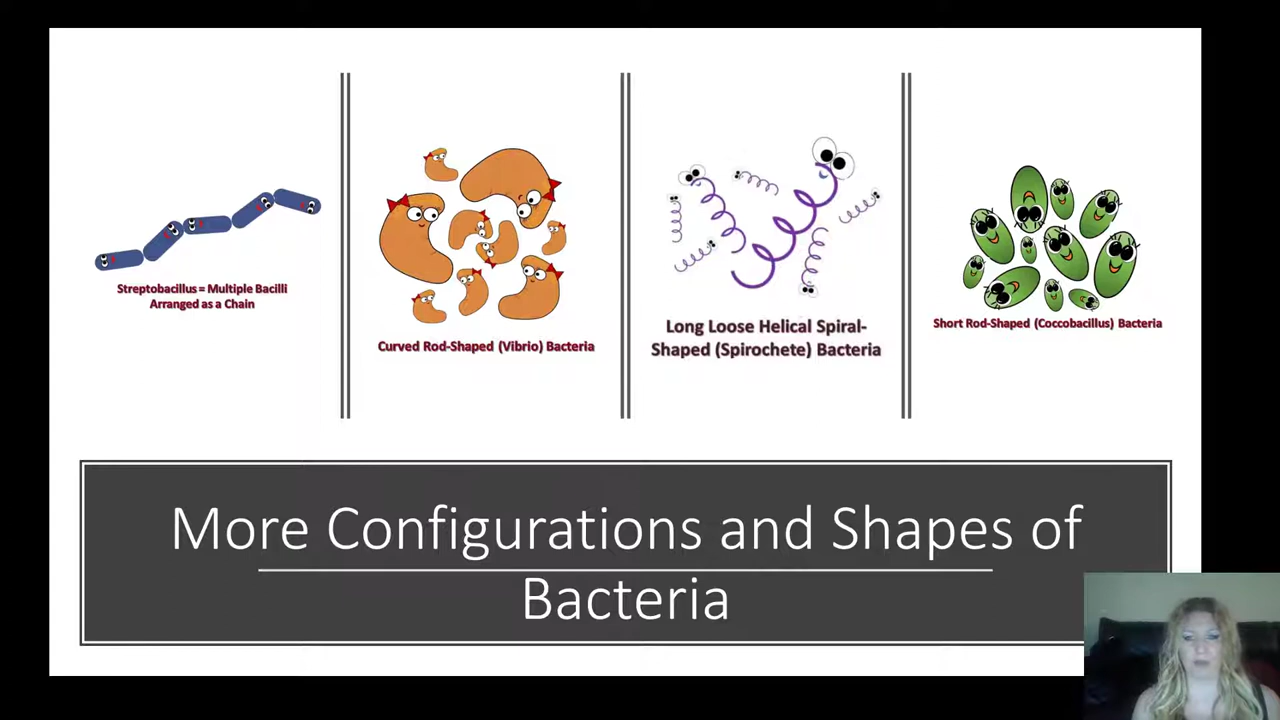 Streptobacillus = Multiple Bacilli
Arranged as a Chain
Curved Rod-Shaped (Vibrio) Bacteria
Long Loose Helical Spiral-
Shaped (Spirochete) Bacteria
Short Rod-Shaped (Coccobacillus) Bacteria
More Configurations and Shapes of
Bacteria